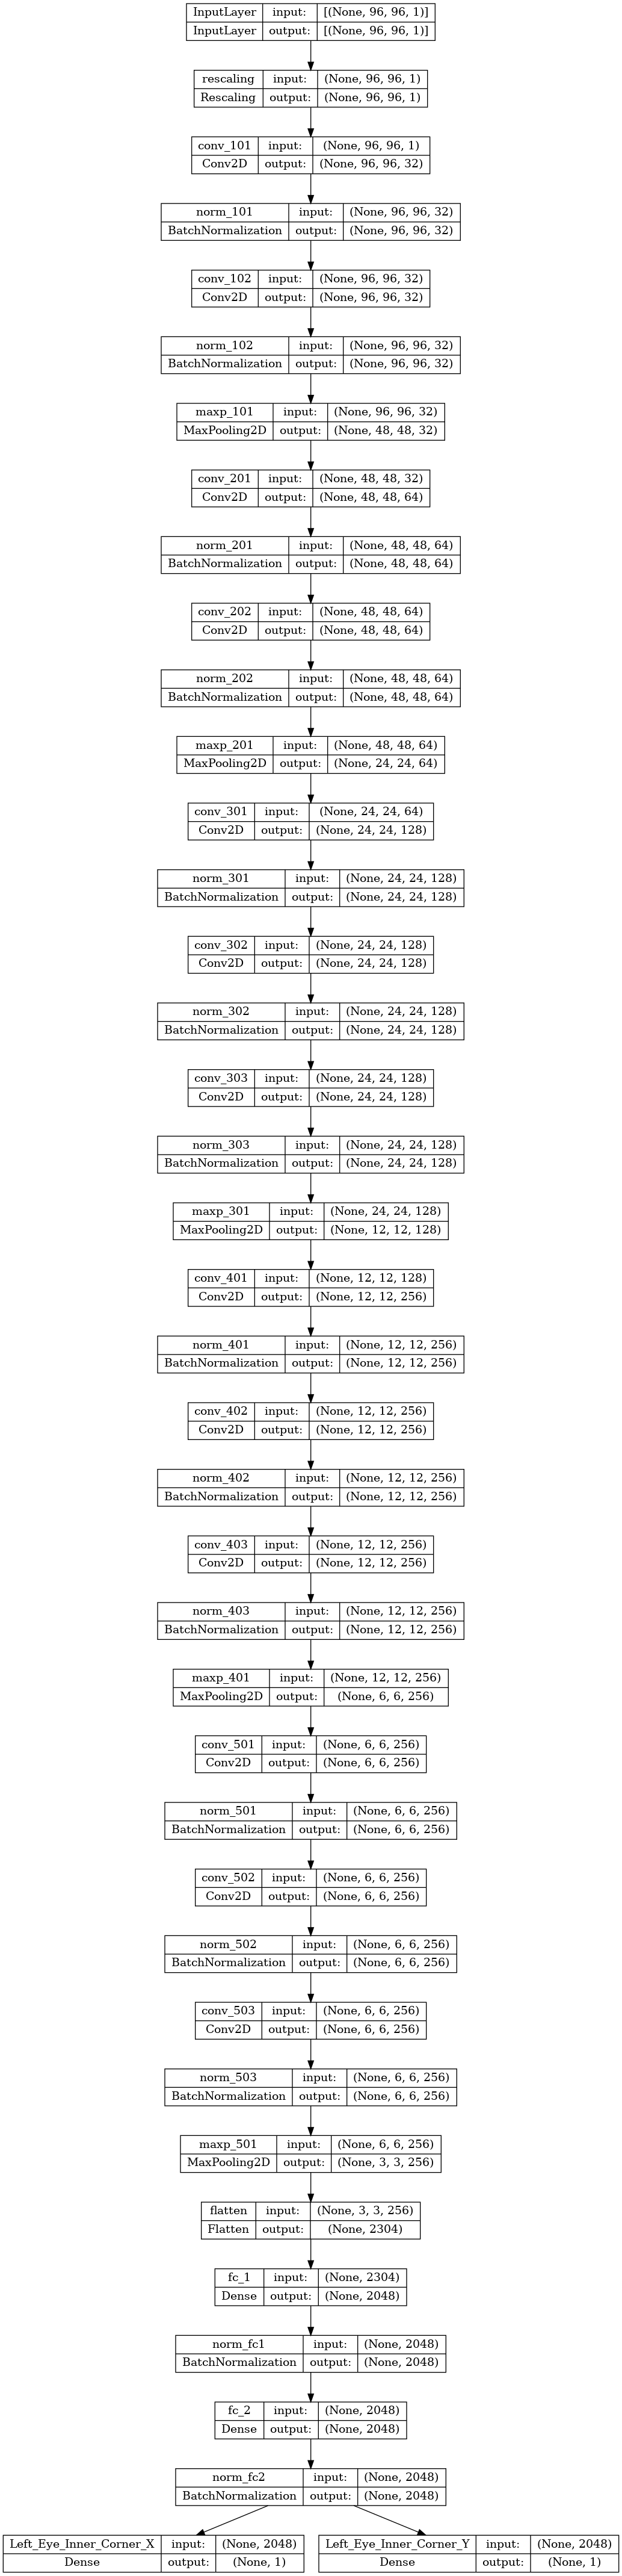 InputLayer input: [(None, 96, 96, 1)]
InputLayer output: [(None, 96, 96, 1)]
rescaling input: (None, 96, 96, 1)
Rescaling output: (None, 96, 96, 1)
conv_101 input: (None, 96, 96, 1)
Conv2D output: (None, 96, 96, 32)
norm_101 input: (None, 96, 96, 32)
BatchNormalization output: (None, 96, 96, 32)
conv_102 input: (None, 96, 96, 32)
Conv2D output: (None, 96, 96, 32)
norm_102 input: (None, 96, 96, 32)
BatchNormalization output: (None, 96, 96, 32)
maxp_101 input: (None, 96, 96, 32)
MaxPooling2D output: (None, 48, 48, 32)
conv_201 input: (None, 48, 48, 32)
Conv2D output: (None, 48, 48, 64)
norm_201 input: (None, 48, 48, 64)
BatchNormalization output: (None, 48, 48, 64)
conv_202 input: (None, 48, 48, 64)
Conv2D output: (None, 48, 48, 64)
norm_202 input: (None, 48, 48, 64)
BatchNormalization output: (None, 48, 48, 64)
maxp_201 input: (None, 48, 48, 64)
MaxPooling2D output: (None, 24, 24, 64)
conv_301 input: (None, 24, 24, 64)
Conv2D output: (None, 24, 24, 128)
norm_301 input: (None, 24, 24, 128)
BatchNormalization output: (None, 24, 24, 128)
conv_302 input: (None, 24, 24, 128)
Conv2D output: (None, 24, 24, 128)
norm_302 input: (None, 24, 24, 128)
BatchNormalization output: (None, 24, 24, 128)
conv_303 input: (None, 24, 24, 128)
Conv2D output: (None, 24, 24, 128)
norm_303 input: (None, 24, 24, 128)
BatchNormalization output: (None, 24, 24, 128)
maxp_301 input: (None, 24, 24, 128)
MaxPooling2D output: (None, 12, 12, 128)
conv_401 input: (None, 12, 12, 128)
Conv2D output: (None, 12, 12, 256)
norm_401 input: (None, 12, 12, 256)
BatchNormalization output: (None, 12, 12, 256)
conv_402 input: (None, 12, 12, 256)
Conv2D output: (None, 12, 12, 256)
norm_402 input: (None, 12, 12, 256)
BatchNormalization output: (None, 12, 12, 256)
conv_403 input: (None, 12, 12, 256)
Conv2D output: (None, 12, 12, 256)
norm_403 input: (None, 12, 12, 256)
BatchNormalization output: (None, 12, 12, 256)
maxp_401 input: (None, 12, 12, 256)
MaxPooling2D output: (None, 6, 6, 256)
conv_501 input: (None, 6, 6, 256)
Conv2D output: (None, 6, 6, 256)
norm_501 input: (None, 6, 6, 256)
BatchNormalization output: (None, 6, 6, 256)
conv_502 input: (None, 6, 6, 256)
Conv2D output: (None, 6, 6, 256)
norm_502 input: (None, 6, 6, 256)
BatchNormalization output: (None, 6, 6, 256)
conv_503 input: (None, 6, 6, 256)
Conv2D output: (None, 6, 6, 256)
norm_503 input: (None, 6, 6, 256)
BatchNormalization output: (None, 6, 6, 256)
maxp_501 input: (None, 6, 6, 256)
MaxPooling2D output: (None, 3, 3, 256)
flatten input: (None, 3, 3, 256)
Flatten output: (None, 2304)
fc_1 input: (None, 2304)
Dense output: (None, 2048)
norm_fc1 input: (None, 2048)
BatchNormalization output: (None, 2048)
fc_2 input: (None, 2048)
Dense output: (None, 2048)
norm_fc2 input: (None, 2048)
BatchNormalization output: (None, 2048)
Left_Eye_Inner_Corner_X input: (None, 2048)
Dense output: (None, 1)
Left_Eye_Inner_Corner_Y input: (None, 2048)
Dense output: (None, 1)